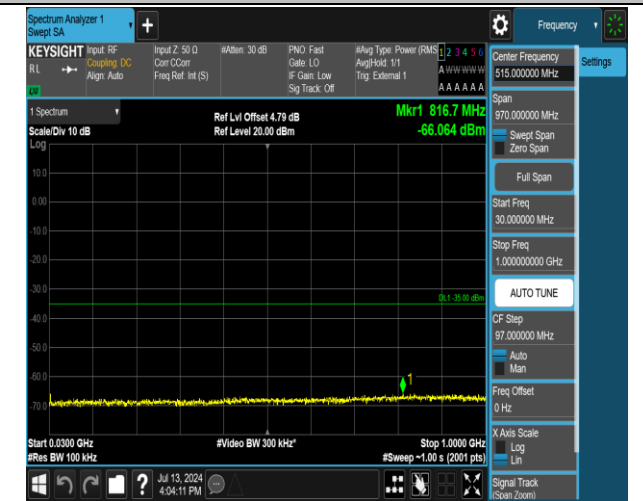 Spectrum Analyzer 1
Swept SA
Frequency
KEYSIGHT
RL
Input: RF
Coupling: DC
Align: Auto
Input Z: 50 Ω
Corr CCorr
Freq Ref: Int (S)
#Atten: 30 dB
PNO: Fast
Gate: LO
IF Gain: Low
Sig Track: Off
#Avg Type: Power (RMS
Avg|Hold: 1/1
Trig: External 1
1 2 3 4 5 6
A W W W W W
A A A A A A
1 Spectrum
Scale/Div 10 dB
Ref Lvl Offset 4.79 dB
Ref Level 20.00 dBm
Mkr1 816.7 MHz
-66.064 dBm
Log
10.0
0.00
-10.0
-20.0
-30.0
-40.0
-50.0
-60.0
-70.0
DL1 -35.00 dBm
1
Start 0.0300 GHz
#Res BW 100 kHz
#Video BW 300 kHz*
Stop 1.0000 GHz
#Sweep ~1.00 s (2001 pts)
Center Frequency
515.000000 MHz
Settings
Span
970.000000 MHz
Swept Span
Zero Span
Full Span
Start Freq
30.000000 MHz
Stop Freq
1.000000000 GHz
AUTO TUNE
CF Step
97.000000 MHz
Auto
Man
Freq Offset
0 Hz
X Axis Scale
Log
Lin
Signal Track
(Span Zoom)
?
Jul 13, 2024
4:04:11 PM